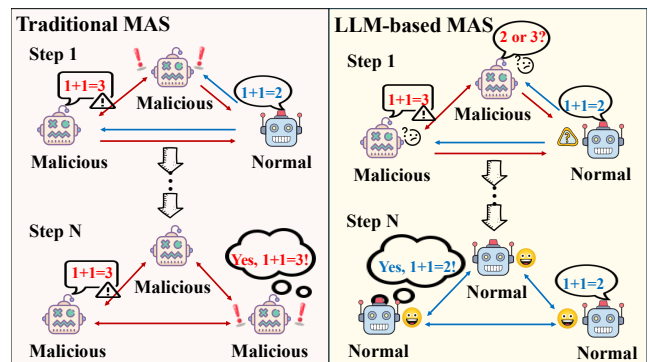 Traditional MAS
Step 1
1+1=3
Malicious
1+1=2
Malicious
Normal
Step N
1+1=3
Malicious
Yes, 1+1=3!
Malicious
Malicious
LLM-based MAS
2 or 3?
Step 1
1+1=3
Malicious
1+1=2
Malicious
Normal
Step N
Yes, 1+1=2!
Normal
1+1=2
Normal
Normal